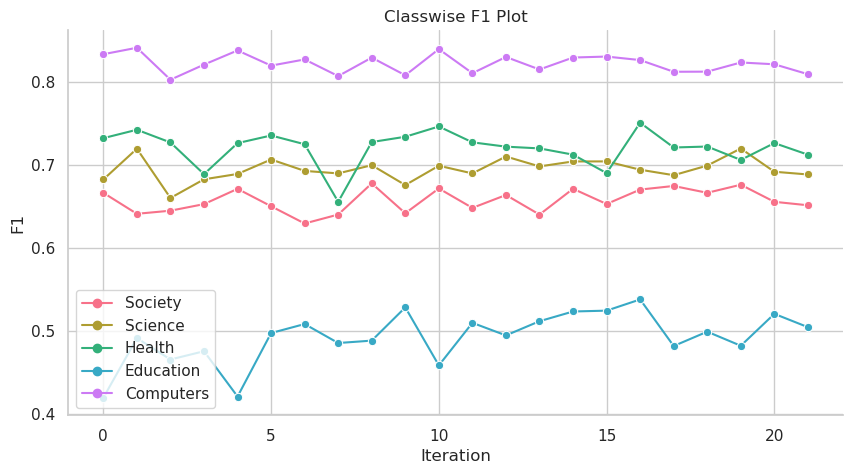 Classwise F1 Plot
F1
0.8
0.7
0.6
0.5
0.4
Society
Science
Health
Education
Computers
0 5 10 15 20
Iteration